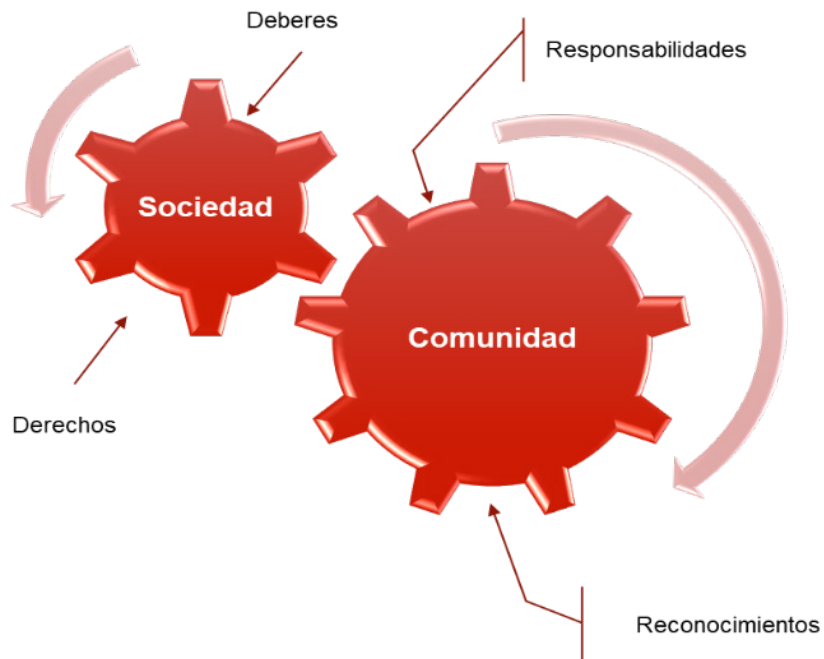 Deberes
Responsabilidades
Sociedad
Comunidad
Derechos
Reconocimientos